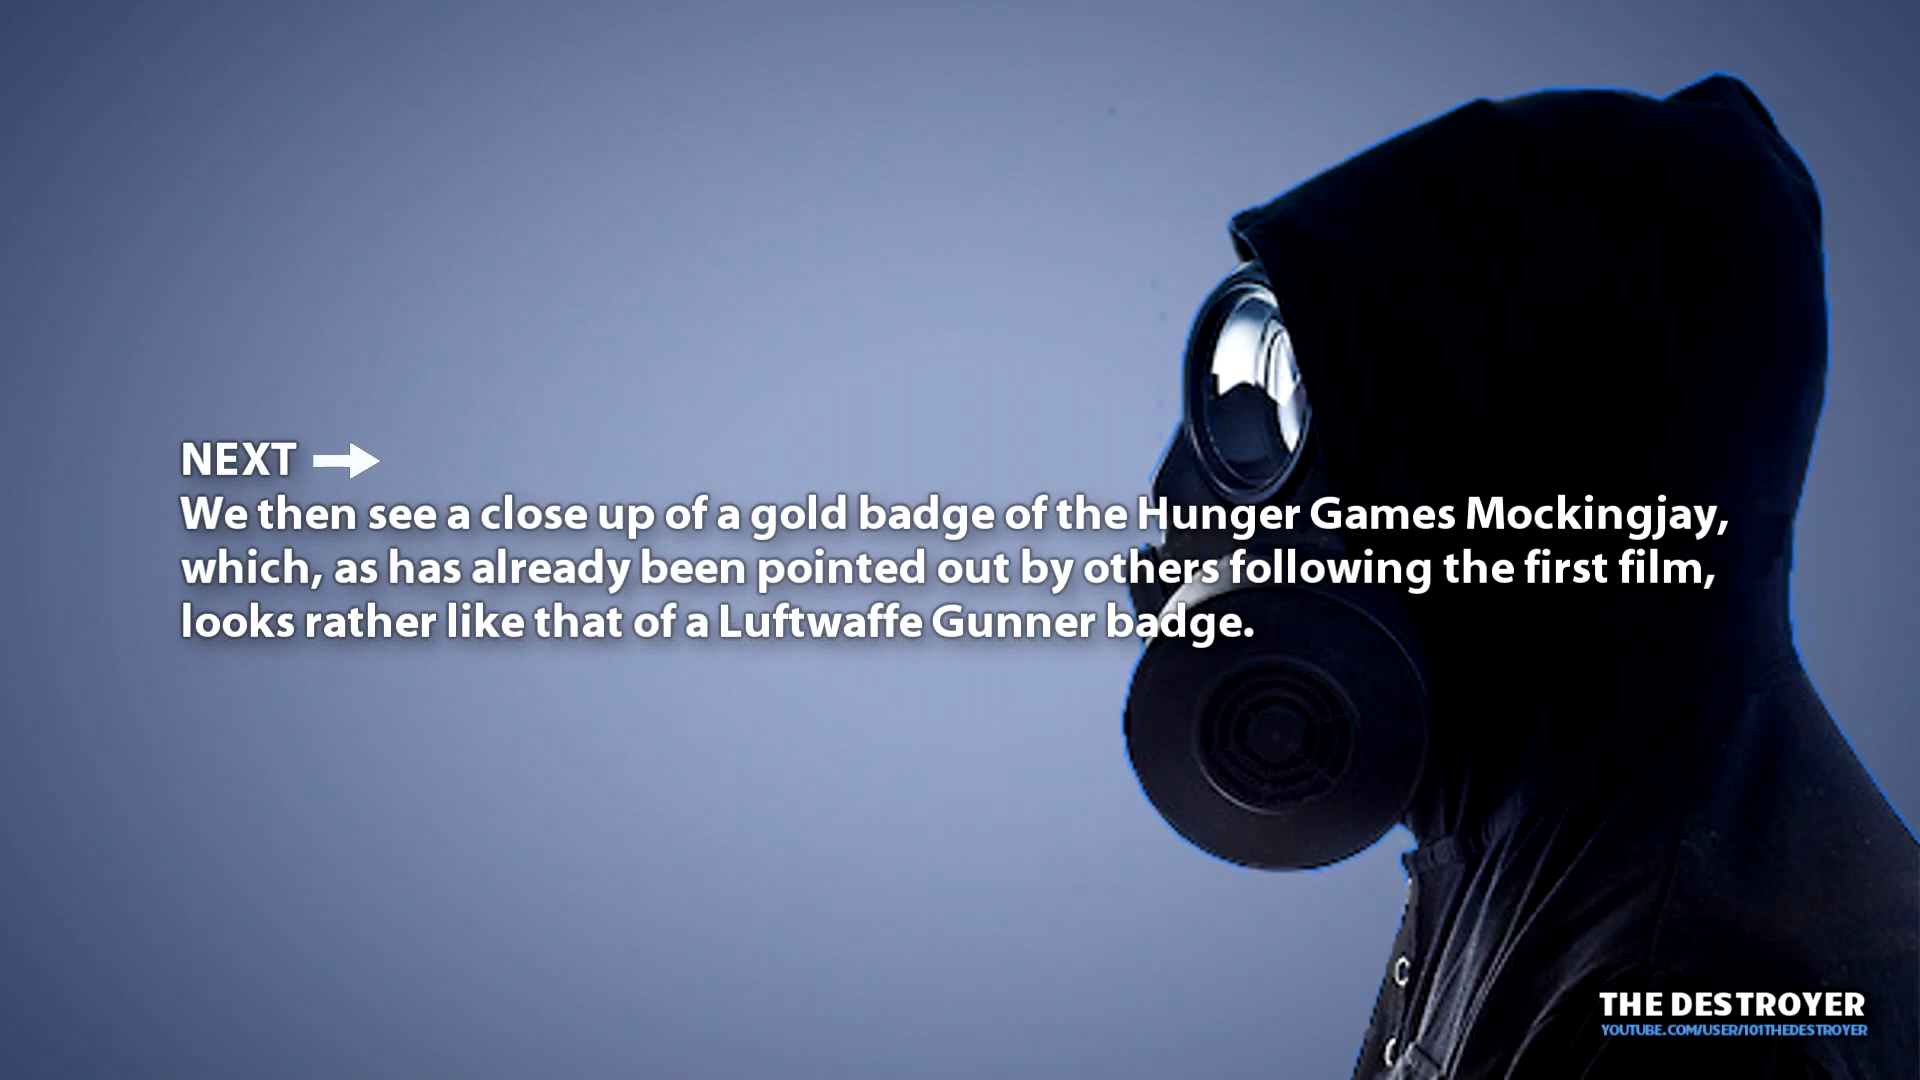 NEXT
We then see a close up of a gold badge of the Hunger Games Mockingjay,
which, as has already been pointed out by others following the first film,
looks rather like that of a Luftwaffe Gunner badge.
THE DESTROYER
YOUTUBE.COM/USER/101THEDESTROYER